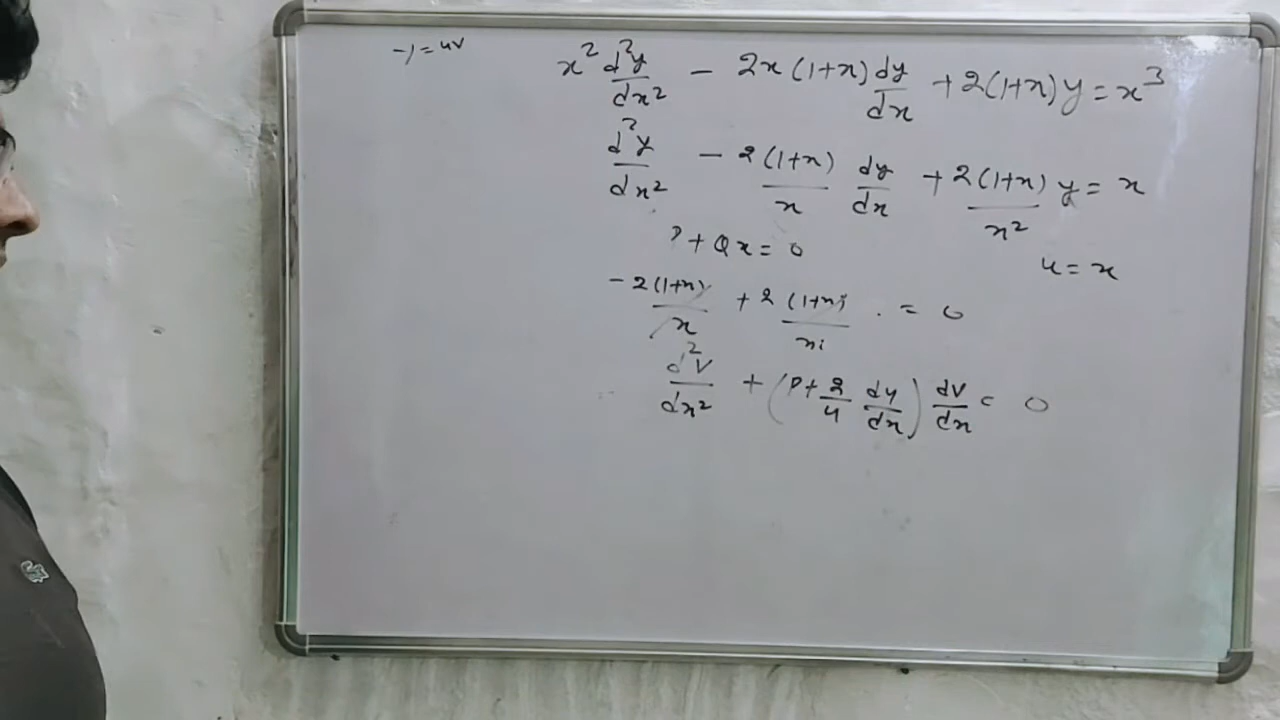 -y = uv
x² d²y/dx² - 2x(1+x) dy/dx + 2(1+x)y = x³
d²y/dx² - 2(1+x)/x dy/dx + 2(1+x)/x² y = x
P + Qx = 0
u = x
-2(1+x)/x + 2(1+x)/x = 0
d²V/dx² + (P + 2/u du/dx) dV/dx = 0